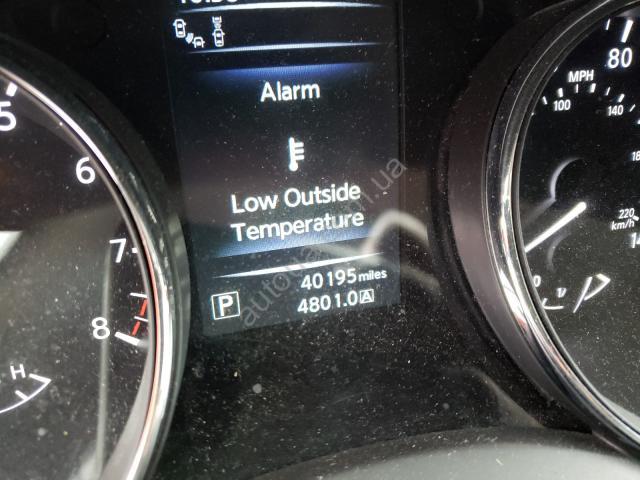 Alarm
Low Outside
Temperature
40195 miles
P 4801.0 A
5
6
7
8
H
80
MPH
100
140
220
km/h